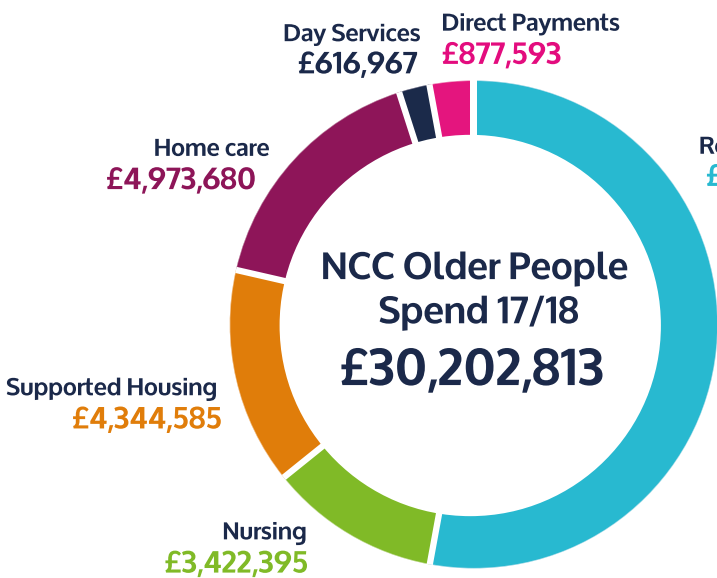 Direct Payments
£877,593
Day Services
£616,967
Home care
£4,973,680
NCC Older People
Spend 17/18
£30,202,813
Supported Housing
£4,344,585
Nursing
£3,422,395